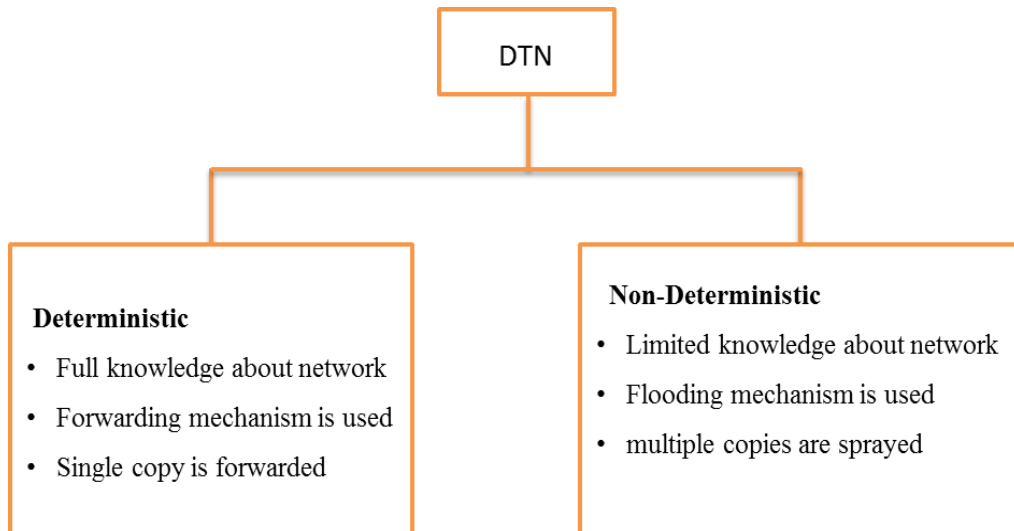 DTN
Deterministic
• Full knowledge about network
• Forwarding mechanism is used
• Single copy is forwarded
Non-Deterministic
• Limited knowledge about network
• Flooding mechanism is used
• multiple copies are sprayed